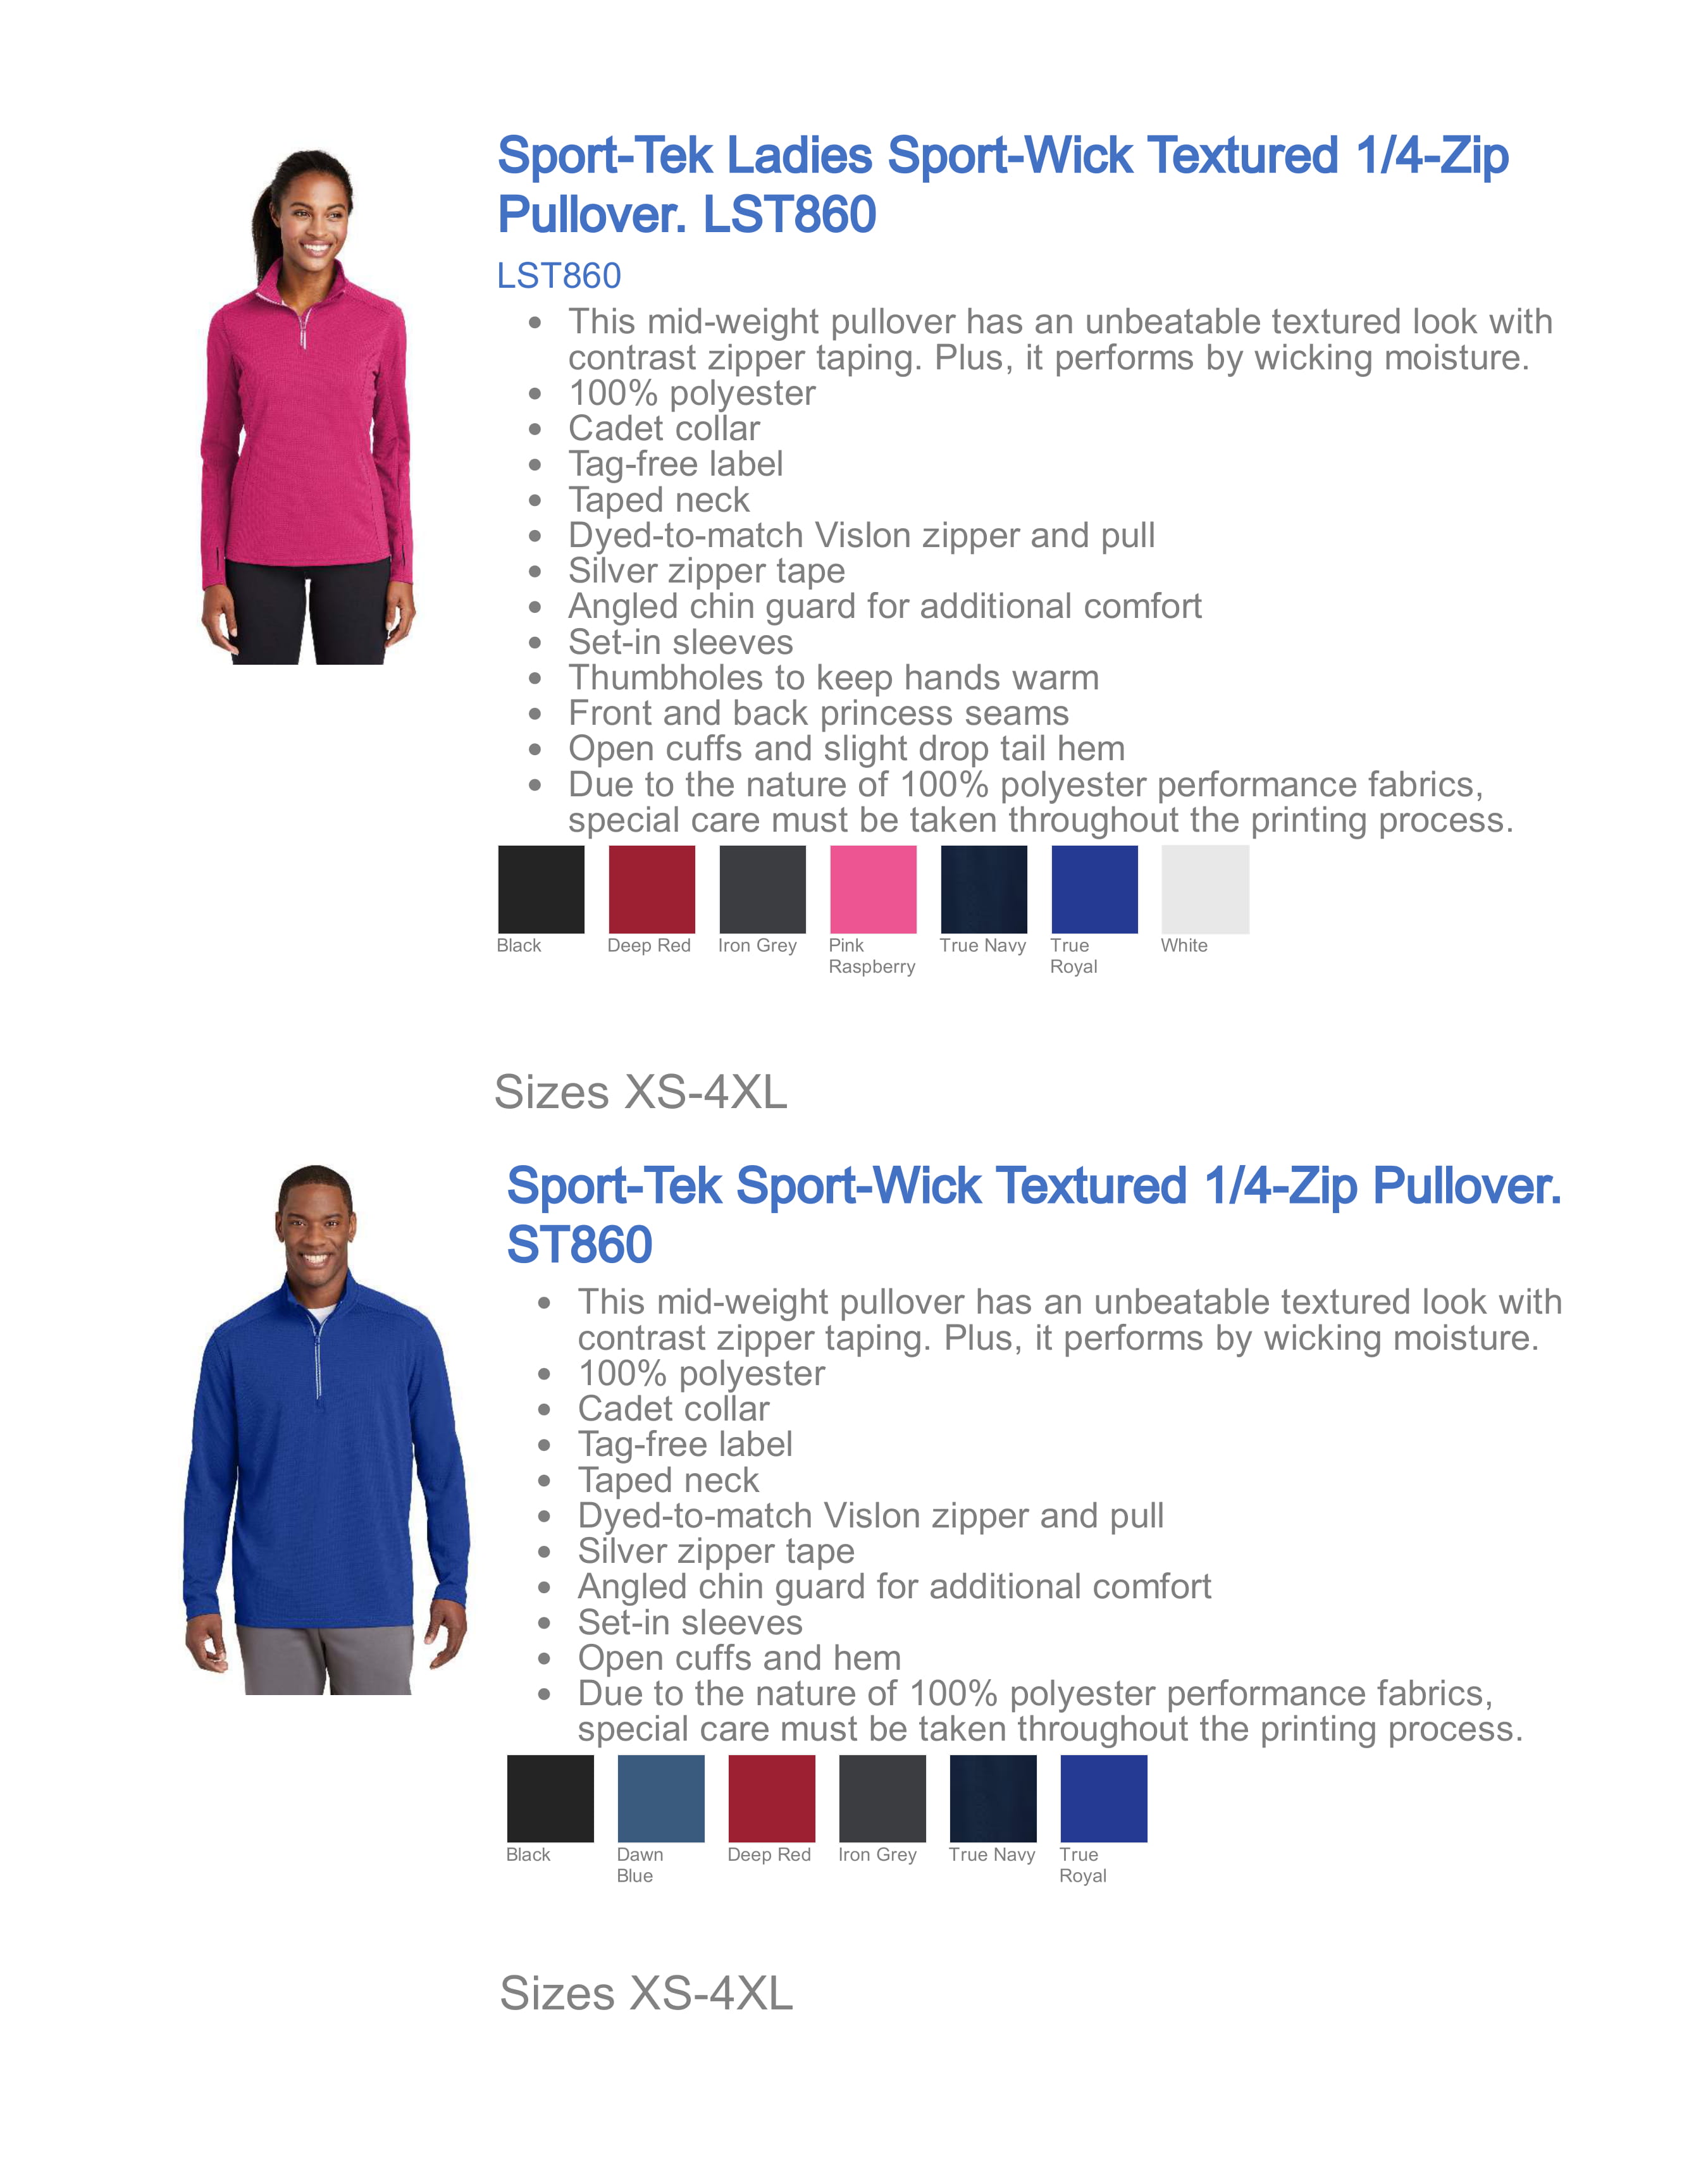 Sport-Tek Ladies Sport-Wick Textured 1/4-Zip
Pullover. LST860
LST860
• This mid-weight pullover has an unbeatable textured look with
contrast zipper taping. Plus, it performs by wicking moisture.
• 100% polyester
• Cadet collar
• Tag-free label
• Taped neck
• Dyed-to-match Vislon zipper and pull
• Silver zipper tape
• Angled chin guard for additional comfort
• Set-in sleeves
• Thumbholes to keep hands warm
• Front and back princess seams
• Open cuffs and slight drop tail hem
• Due to the nature of 100% polyester performance fabrics,
special care must be taken throughout the printing process.
Black
Deep Red
Iron Grey
Pink
Raspberry
True Navy
True
Royal
White
Sizes XS-4XL
Sport-Tek Sport-Wick Textured 1/4-Zip Pullover.
ST860
• This mid-weight pullover has an unbeatable textured look with
contrast zipper taping. Plus, it performs by wicking moisture.
• 100% polyester
• Cadet collar
• Tag-free label
• Taped neck
• Dyed-to-match Vislon zipper and pull
• Silver zipper tape
• Angled chin guard for additional comfort
• Set-in sleeves
• Open cuffs and hem
• Due to the nature of 100% polyester performance fabrics,
special care must be taken throughout the printing process.
Black
Dawn
Blue
Deep Red
Iron Grey
True Navy
True
Royal
Sizes XS-4XL